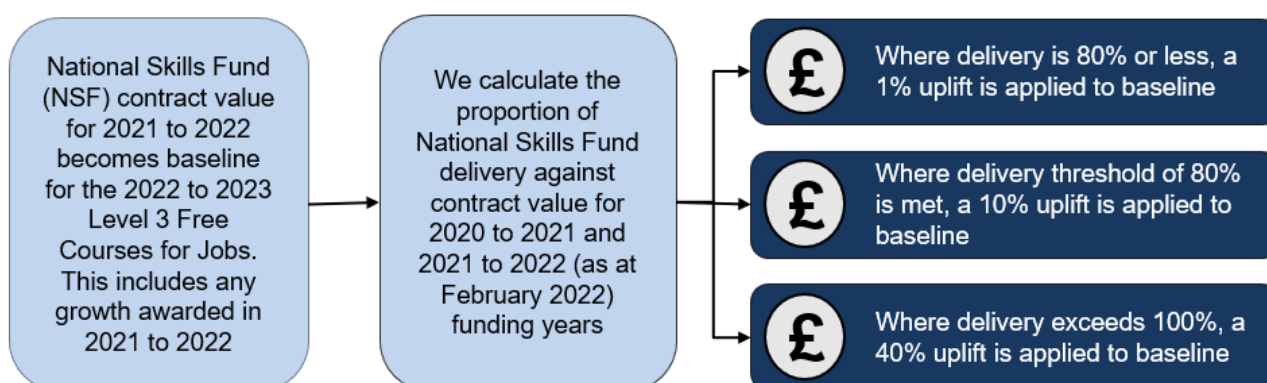 National Skills Fund
(NSF) contract value
for 2021 to 2022
becomes baseline
for the 2022 to 2023
Level 3 Free
Courses for Jobs.
This includes any
growth awarded in
2021 to 2022
We calculate the
proportion of
National Skills Fund
delivery against
contract value for
2020 to 2021 and
2021 to 2022 (as at
February 2022)
funding years
£
Where delivery is 80% or less, a
1% uplift is applied to baseline
£
Where delivery threshold of 80%
is met, a 10% uplift is applied to
baseline
£
Where delivery exceeds 100%, a
40% uplift is applied to baseline